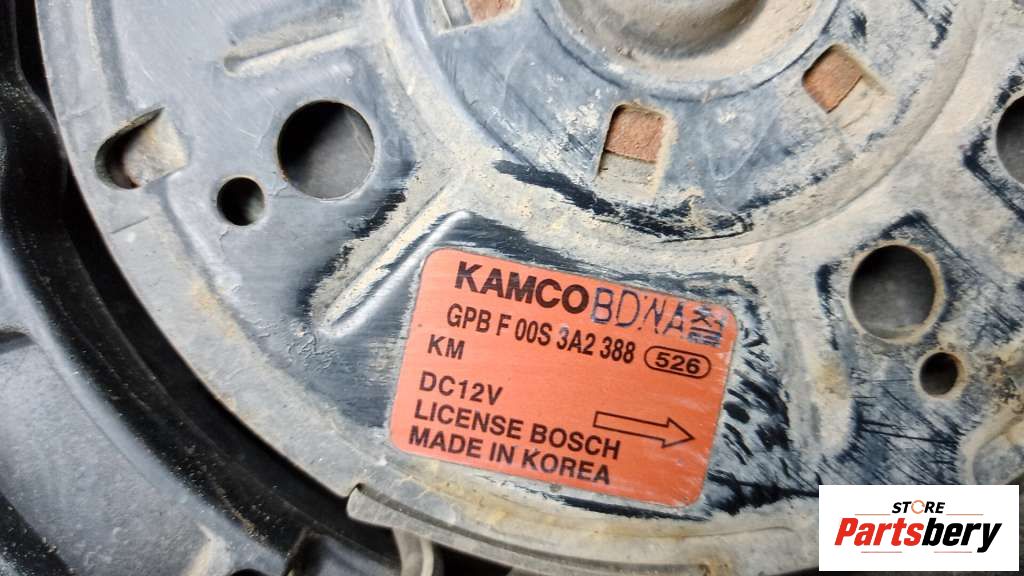 KAMCO BDNA
GPB F 00S 3A2 388 526
KM
DC12V
LICENSE BOSCH
MADE IN KOREA
STORE
Partsbery